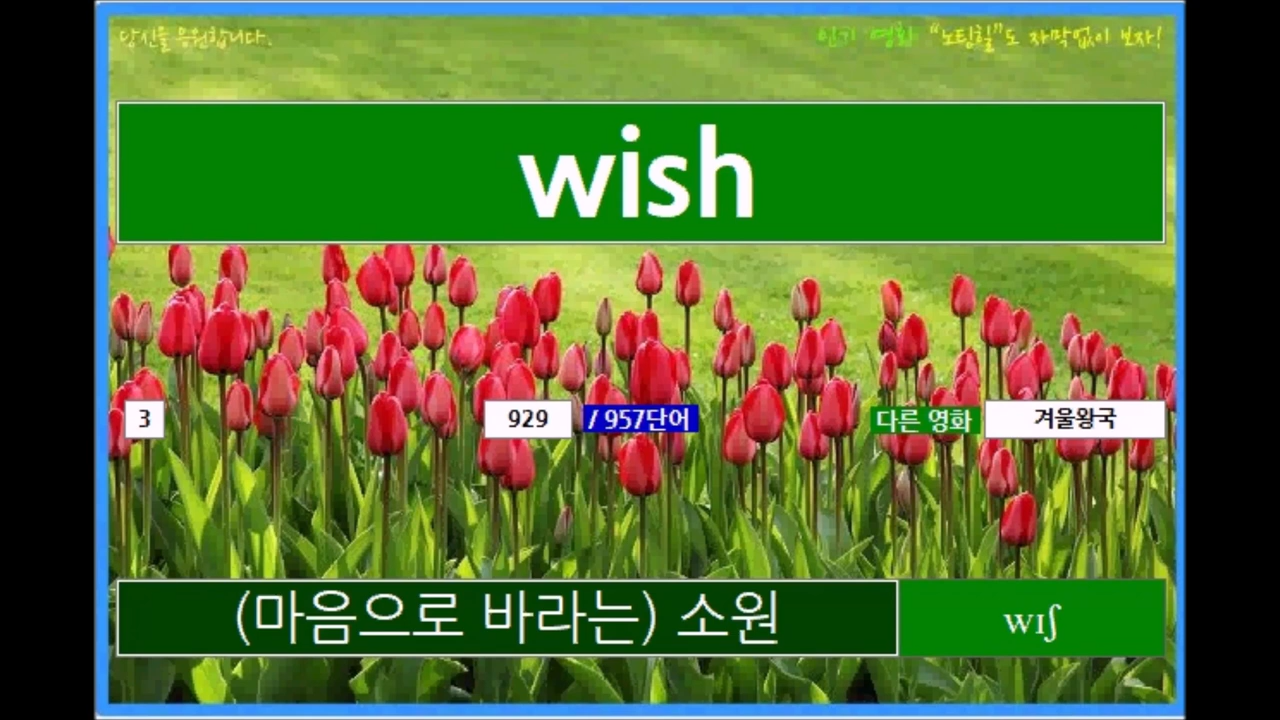 당신을 응원합니다.
인기 영화 “노팅힐”도 자막없이 보자!
wish
3
929
/ 957단어
다른 영화
겨울왕국
(마음으로 바라는) 소원
wɪʃ